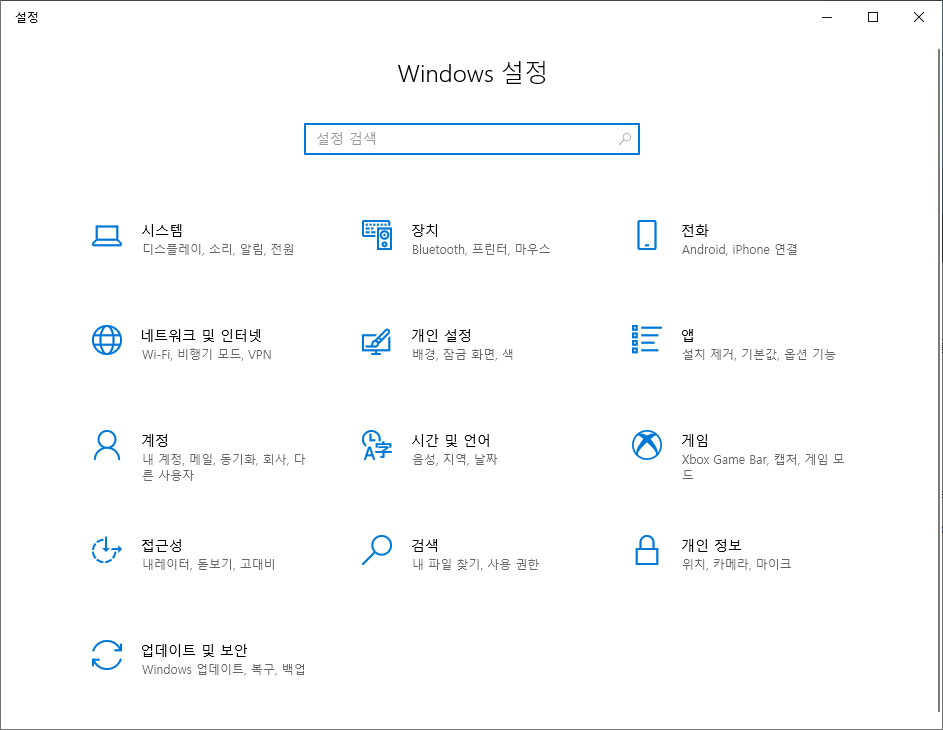 설정
Windows 설정
설정 검색
시스템
디스플레이, 소리, 알림, 전원
장치
Bluetooth, 프린터, 마우스
전화
Android, iPhone 연결
네트워크 및 인터넷
Wi-Fi, 비행기 모드, VPN
개인 설정
배경, 잠금 화면, 색
앱
설치 제거, 기본값, 옵션 기능
계정
내 계정, 메일, 동기화, 회사, 다
른 사용자
시간 및 언어
음성, 지역, 날짜
게임
Xbox Game Bar, 캡처, 게임 모
드
접근성
내레이터, 돋보기, 고대비
검색
내 파일 찾기, 사용 권한
개인 정보
위치, 카메라, 마이크
업데이트 및 보안
Windows 업데이트, 복구, 백업